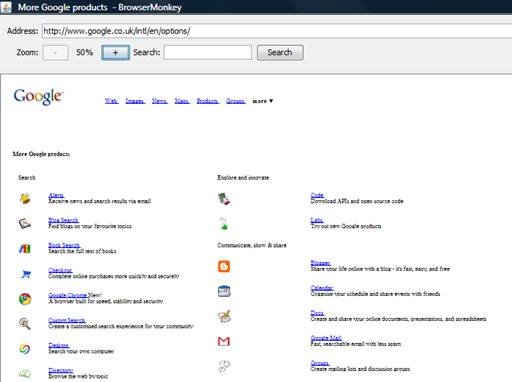 More Google products - BrowserMonkey
Address: http://www.google.co.uk/intl/en/options/
Zoom: - 50% + Search: Search
Google Web Images News Maps Products Groups more ▼
More Google products
Search
Alerts
Receive news and search results via email
Blog Search
Find blogs on your favourite topics
Book Search
Search the full text of books
Checkout
Complete online purchases more quickly and securely
Google Chrome New!
A browser built for speed, stability and security
Custom Search
Create a customised search experience for your community
Desktop
Search your own computer
Directory
Browse the web by topic
Explore and innovate
Code
Download APIs and open source code
Labs
Try out new Google products
Communicate, show & share
Blogger
Share your life online with a blog - it's fast, easy, and free
Calendar
Organise your schedule and share events with friends
Docs
Create and share your online documents, presentations, and spreadsheets
Google Mail
Fast, searchable email with less spam
Groups
Create mailing lists and discussion groups